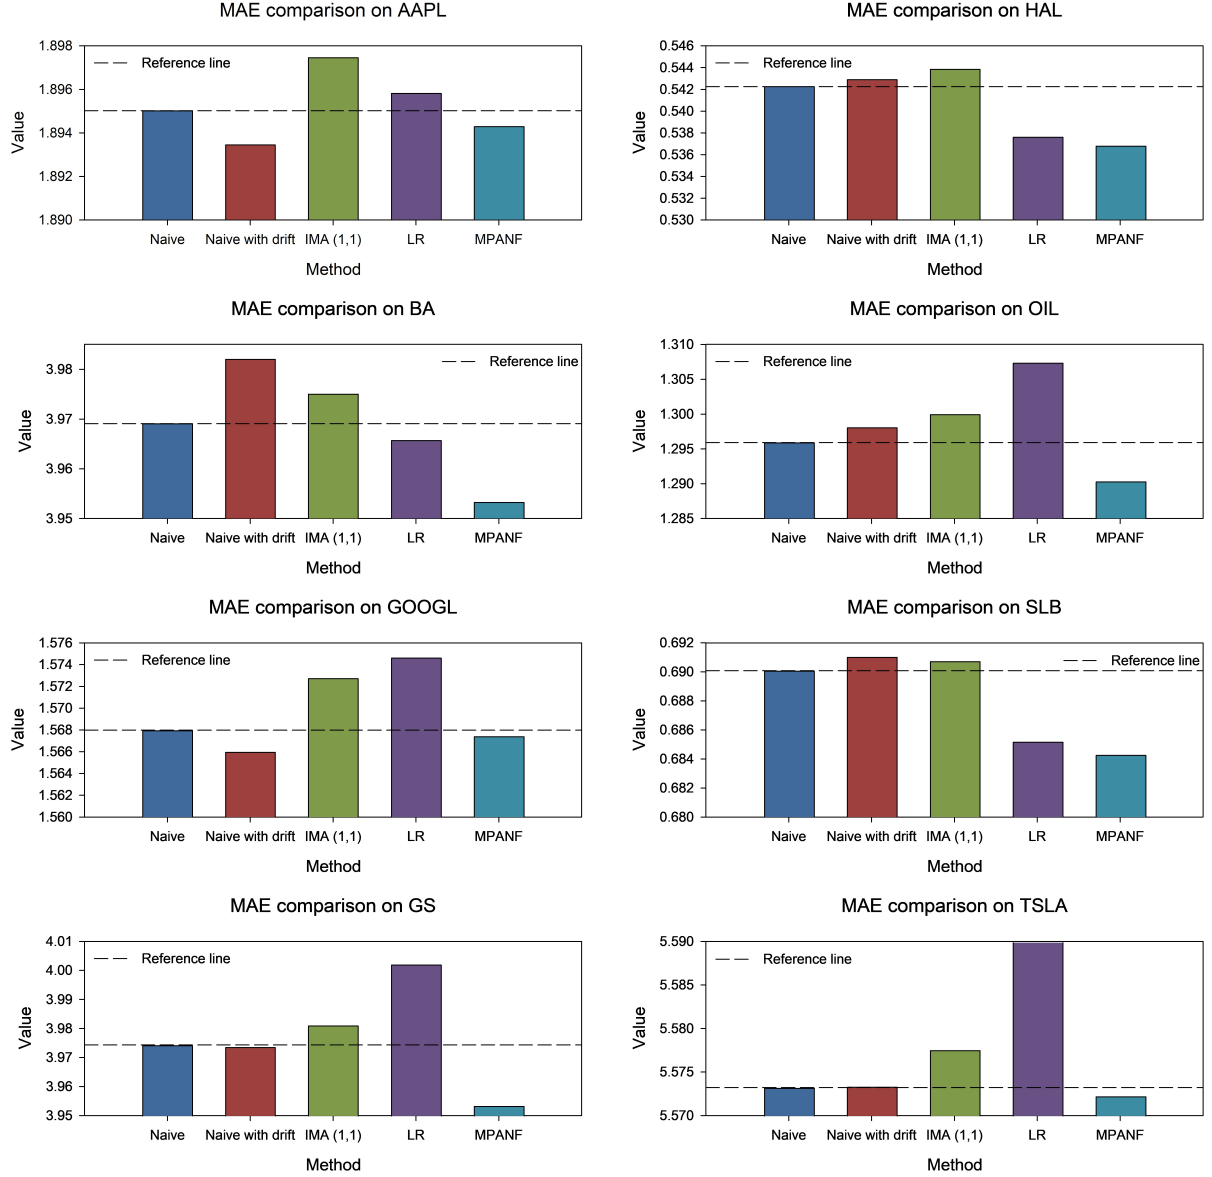 MAE comparison on AAPL
1.898
1.896
1.894
1.892
1.890
Value
Reference line
Naive
Naive with drift
IMA (1,1)
LR
MPANF
Method
MAE comparison on HAL
0.546
0.544
0.542
0.540
0.538
0.536
0.534
0.532
0.530
Value
Reference line
Naive
Naive with drift
IMA (1,1)
LR
MPANF
Method
MAE comparison on BA
3.98
3.97
3.96
3.95
Value
Reference line
Naive
Naive with drift
IMA (1,1)
LR
MPANF
Method
MAE comparison on OIL
1.310
1.305
1.300
1.295
1.290
1.285
Value
Reference line
Naive
Naive with drift
IMA (1,1)
LR
MPANF
Method
MAE comparison on GOOGL
1.576
1.574
1.572
1.570
1.568
1.566
1.564
1.562
1.560
Value
Reference line
Naive
Naive with drift
IMA (1,1)
LR
MPANF
Method
MAE comparison on SLB
0.692
0.690
0.688
0.686
0.684
0.682
0.680
Value
Reference line
Naive
Naive with drift
IMA (1,1)
LR
MPANF
Method
MAE comparison on GS
4.01
4.00
3.99
3.98
3.97
3.96
3.95
Value
Reference line
Naive
Naive with drift
IMA (1,1)
LR
MPANF
Method
MAE comparison on TSLA
5.590
5.585
5.580
5.575
5.570
Value
Reference line
Naive
Naive with drift
IMA (1,1)
LR
MPANF
Method